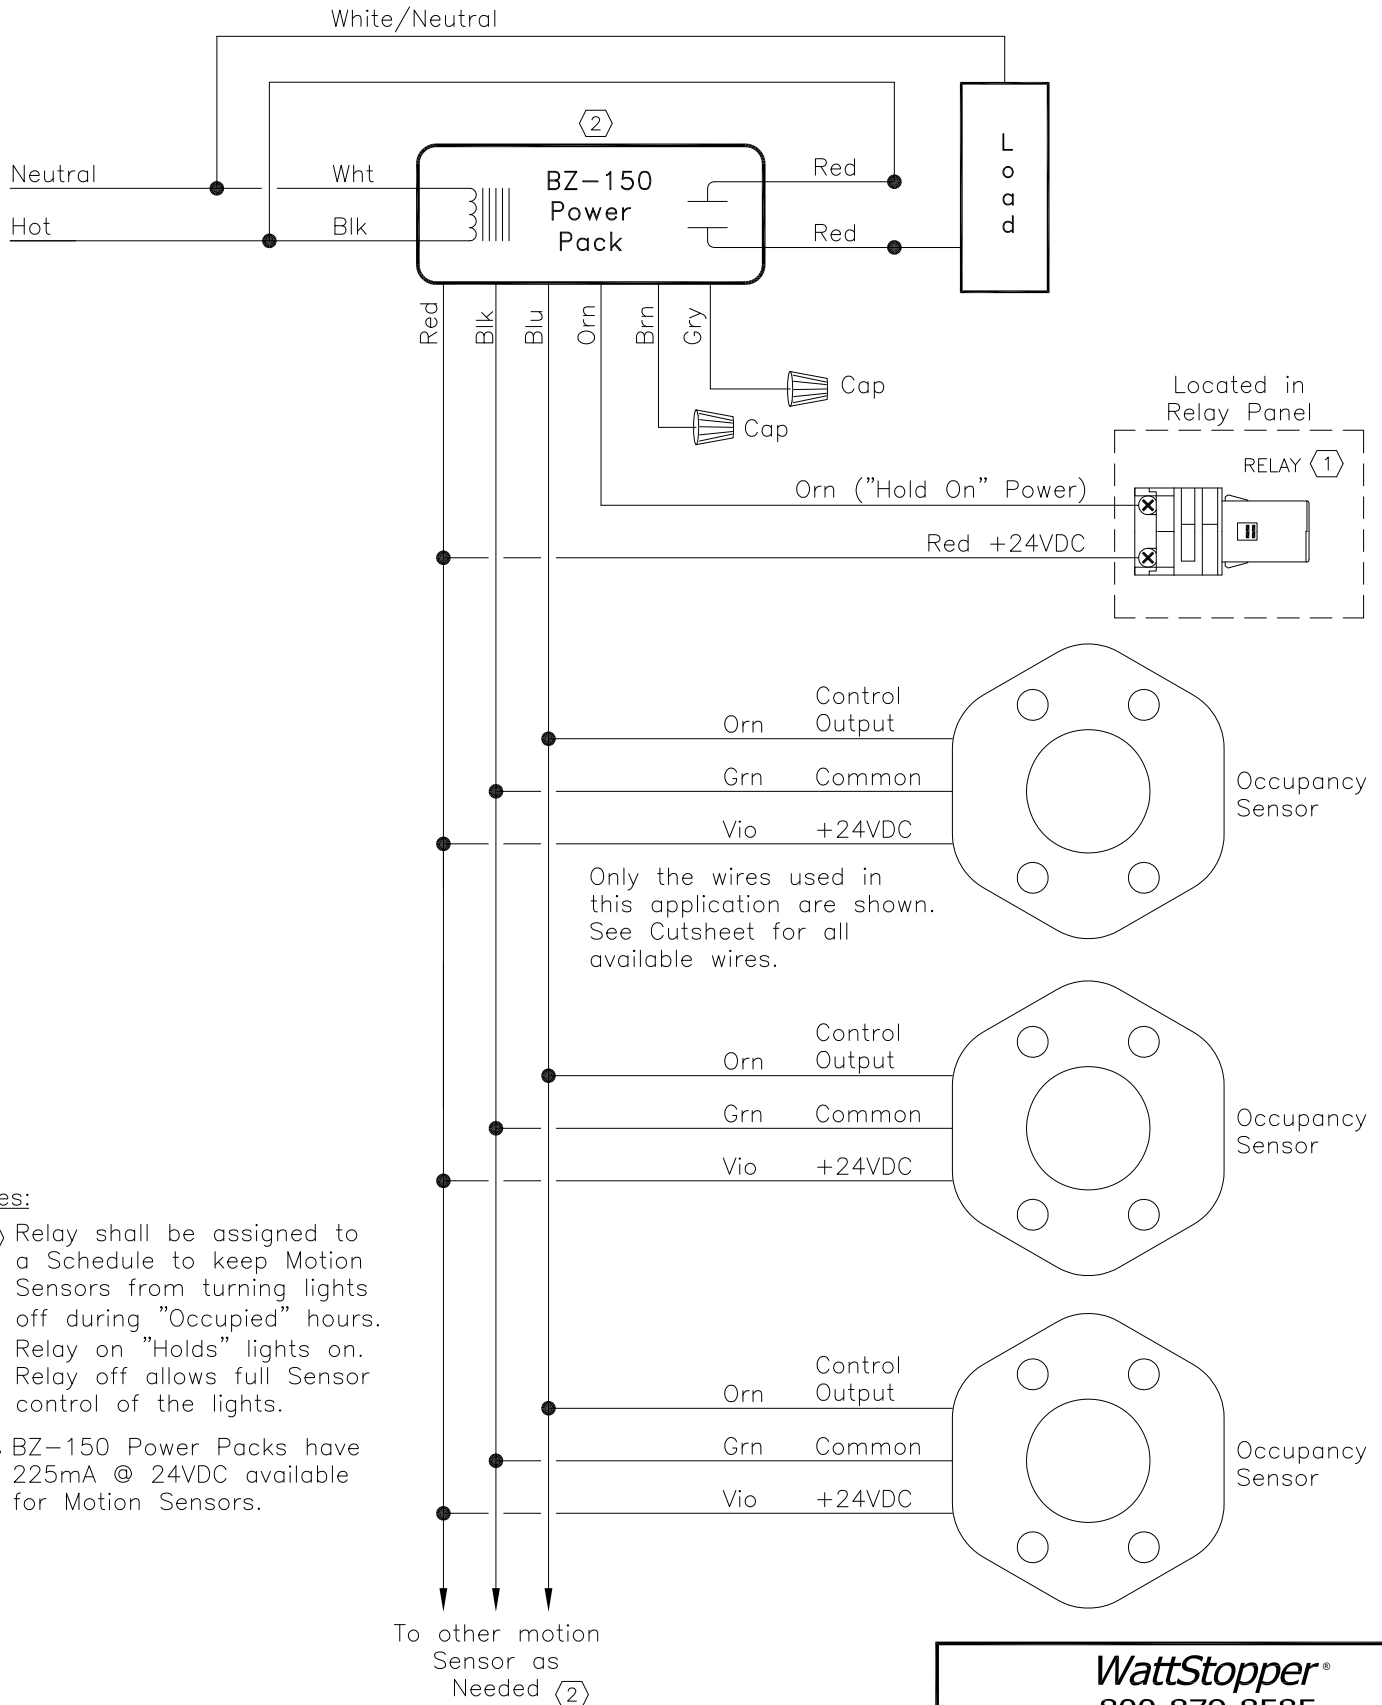 White/Neutral
2
Neutral
Wht
BZ-150
Power
Pack
Red
Load
Hot
Blk
Red
Red
Blk
Blu
Orn
Brn
Gry
Cap
Cap
Located in
Relay Panel
RELAY 1
Orn ("Hold On" Power)
Red +24VDC
Control
Output
Orn
Grn Common
Vio +24VDC
Occupancy
Sensor
Only the wires used in
this application are shown.
See Cutsheet for all
available wires.
Control
Output
Orn
Grn Common
Vio +24VDC
Occupancy
Sensor
es:
Relay shall be assigned to
a Schedule to keep Motion
Sensors from turning lights
off during "Occupied" hours.
Relay on "Holds" lights on.
Relay off allows full Sensor
control of the lights.
BZ-150 Power Packs have
225mA @ 24VDC available
for Motion Sensors.
Control
Output
Orn
Grn Common
Vio +24VDC
Occupancy
Sensor
To other motion
Sensor as
Needed 2
WattStopper®